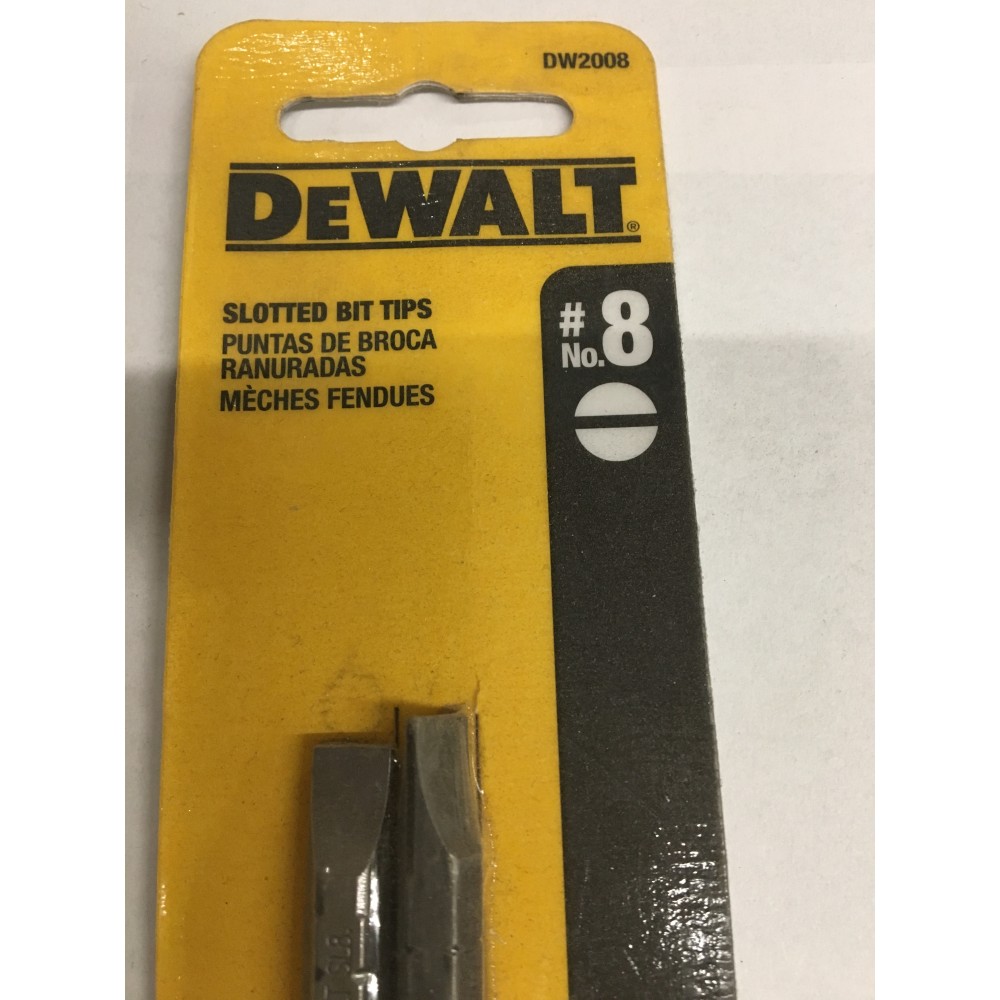 DW2008
DEWALT®
SLOTTED BIT TIPS
PUNTAS DE BROCA
RANURADAS
MÈCHES FENDUES
#
No.8